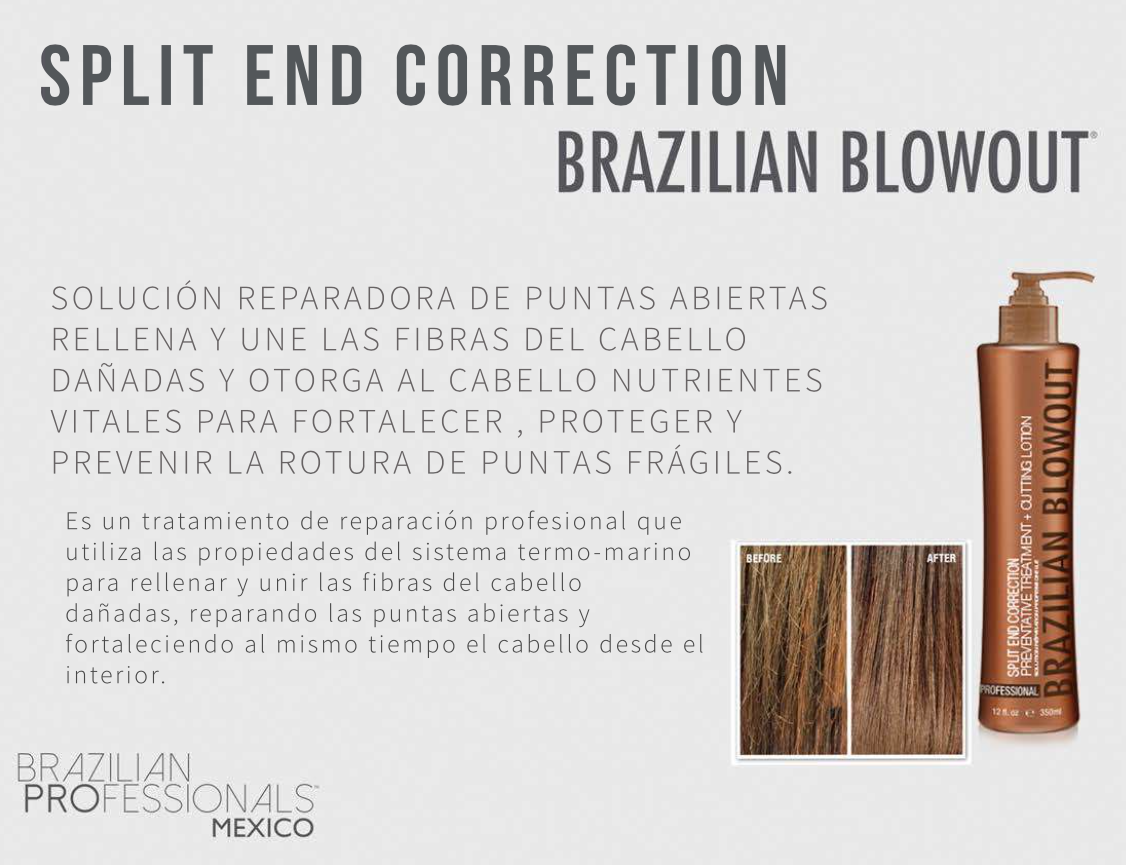 SPLIT END CORRECTION
BRAZILIAN BLOWOUT®
SOLUCIÓN REPARADORA DE PUNTAS ABIERTAS
RELLENA Y UNE LAS FIBRAS DEL CABELLO
DAÑADAS Y OTORGA AL CABELLO NUTRIENTES
VITALES PARA FORTALECER , PROTEGER Y
PREVENIR LA ROTURA DE PUNTAS FRÁGILES.
Es un tratamiento de reparación profesional que
utiliza las propiedades del sistema termo-marino
para rellenar y unir las fibras del cabello
dañadas, reparando las puntas abiertas y
fortaleciendo al mismo tiempo el cabello desde el
interior.
BEFORE
AFTER
SPLIT END CORRECTION
PREVENTATIVE TREATMENT + CUTTING LOTION
BRAZILIAN BLOWOUT
PROFESSIONAL
12 fl. oz ℮ 350ml
BRAZILIAN
PROFESSIONALS™
MEXICO